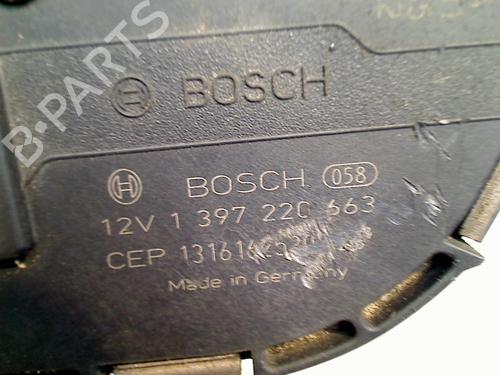 B-PARTS
BOSCH
BOSCH 058
12V 1 397 220 663
CEP
Made in Germany